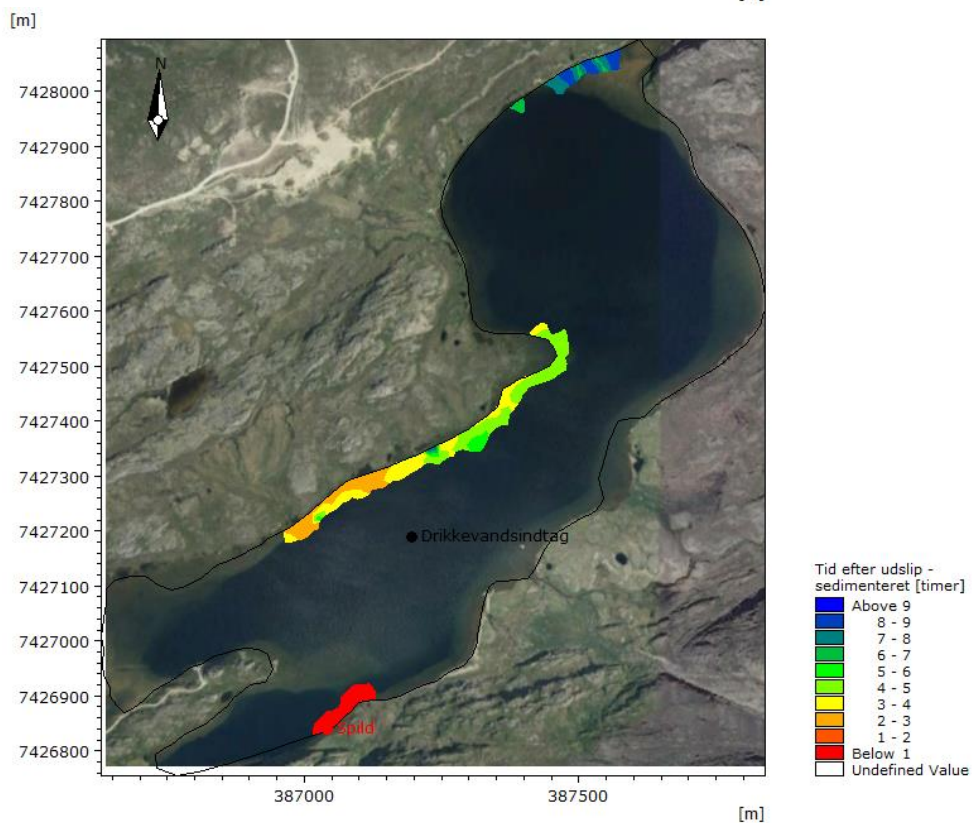 [m]
N
7428000
7427900
7427800
7427700
7427600
7427500
7427400
7427300
7427200
7427100
7427000
7426900
7426800
Drikkevandsindtag
Spild
387000
387500
[m]
Tid efter udslip -
sedimenteret [timer]
Above 9
8 - 9
7 - 8
6 - 7
5 - 6
4 - 5
3 - 4
2 - 3
1 - 2
Below 1
Undefined Value